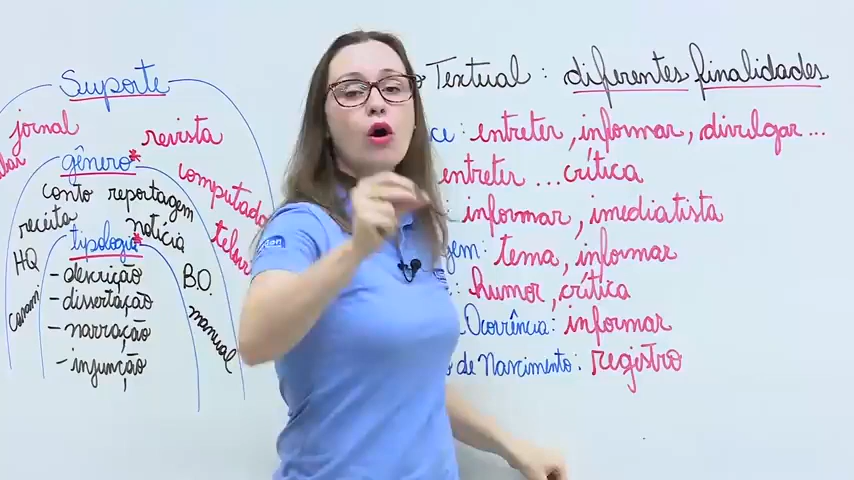 Suporte
jornal
revista
gênero*
computador
conto reportagem
receita
notícia
tipologia*
HQ
B.O.
- descrição
- dissertação
- narração
- injunção
manual
Textual : diferentes finalidades
: entreter, informar, divulgar ...
entreter ... crítica
informar, imediatista
: tema, informar
: humor, crítica
Ocorrência: informar
de Nascimento: registro